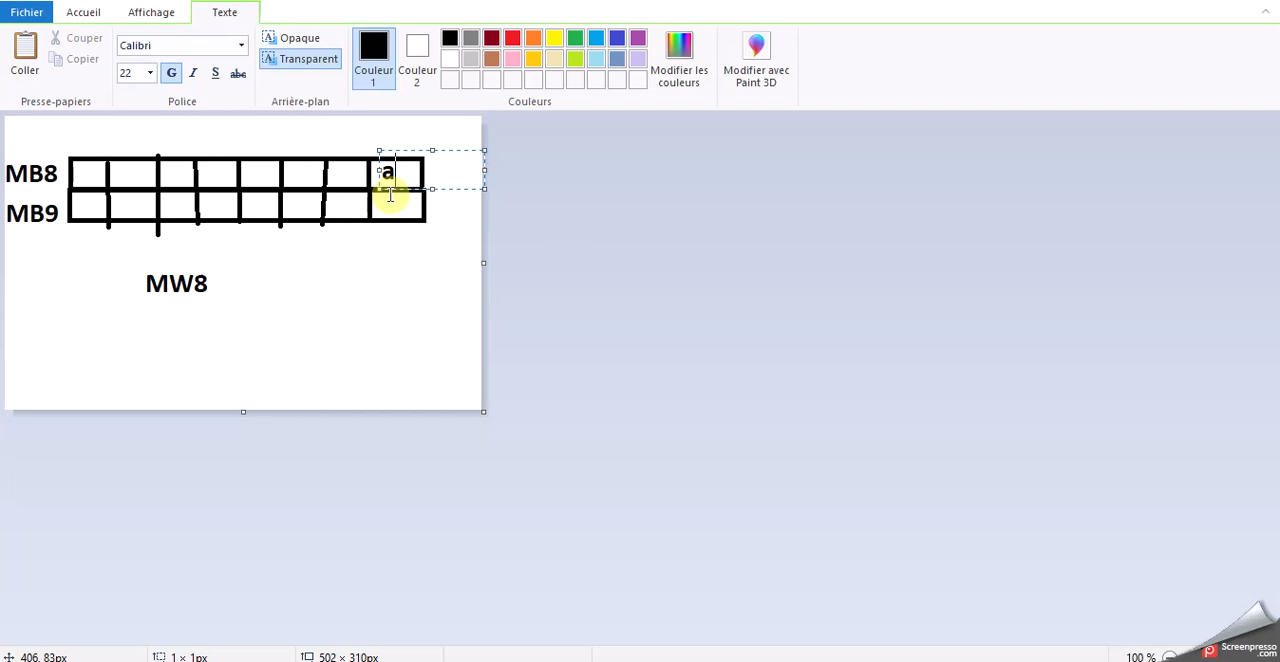 Fichier Accueil Affichage Texte
Coller
Couper
Copier
Presse-papiers
Calibri
22 G I S abc
Police
A Opaque
A Transparent
Arrière-plan
Couleur 1
Couleur 2
Modifier les couleurs
Couleurs
Modifier avec Paint 3D
MB8 a
MB9
MW8
406, 83px 1 × 1px 502 × 310px 100 %
Screenpresso.com